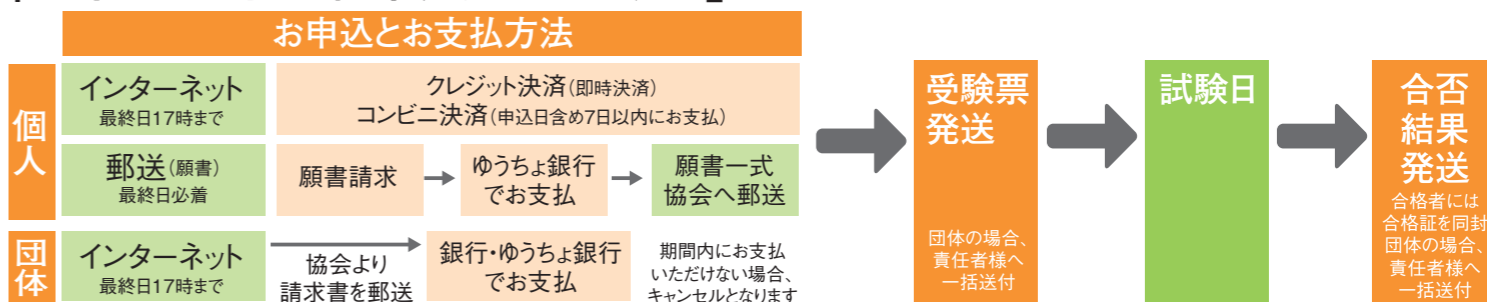 お申込とお支払方法
個人
インターネット
最終日17時まで
クレジット決済(即時決済)
コンビニ決済(申込日含め7日以内にお支払)
郵送(願書)
最終日必着
願書請求
ゆうちょ銀行
でお支払
願書一式
協会へ郵送
団体
インターネット
最終日17時まで
協会より
請求書を郵送
銀行・ゆうちょ銀行
でお支払
期間内にお支払
いただけない場合、
キャンセルとなります
受験票
発送
団体の場合、
責任者様へ
一括送付
試験日
合否
結果
発送
合格者には
合格証を同封
団体の場合、
責任者様へ
一括送付